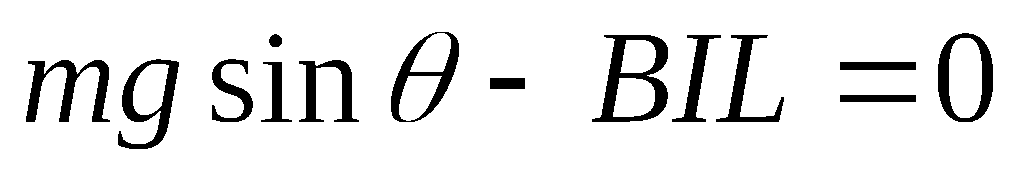 mg sin θ - BIL = 0